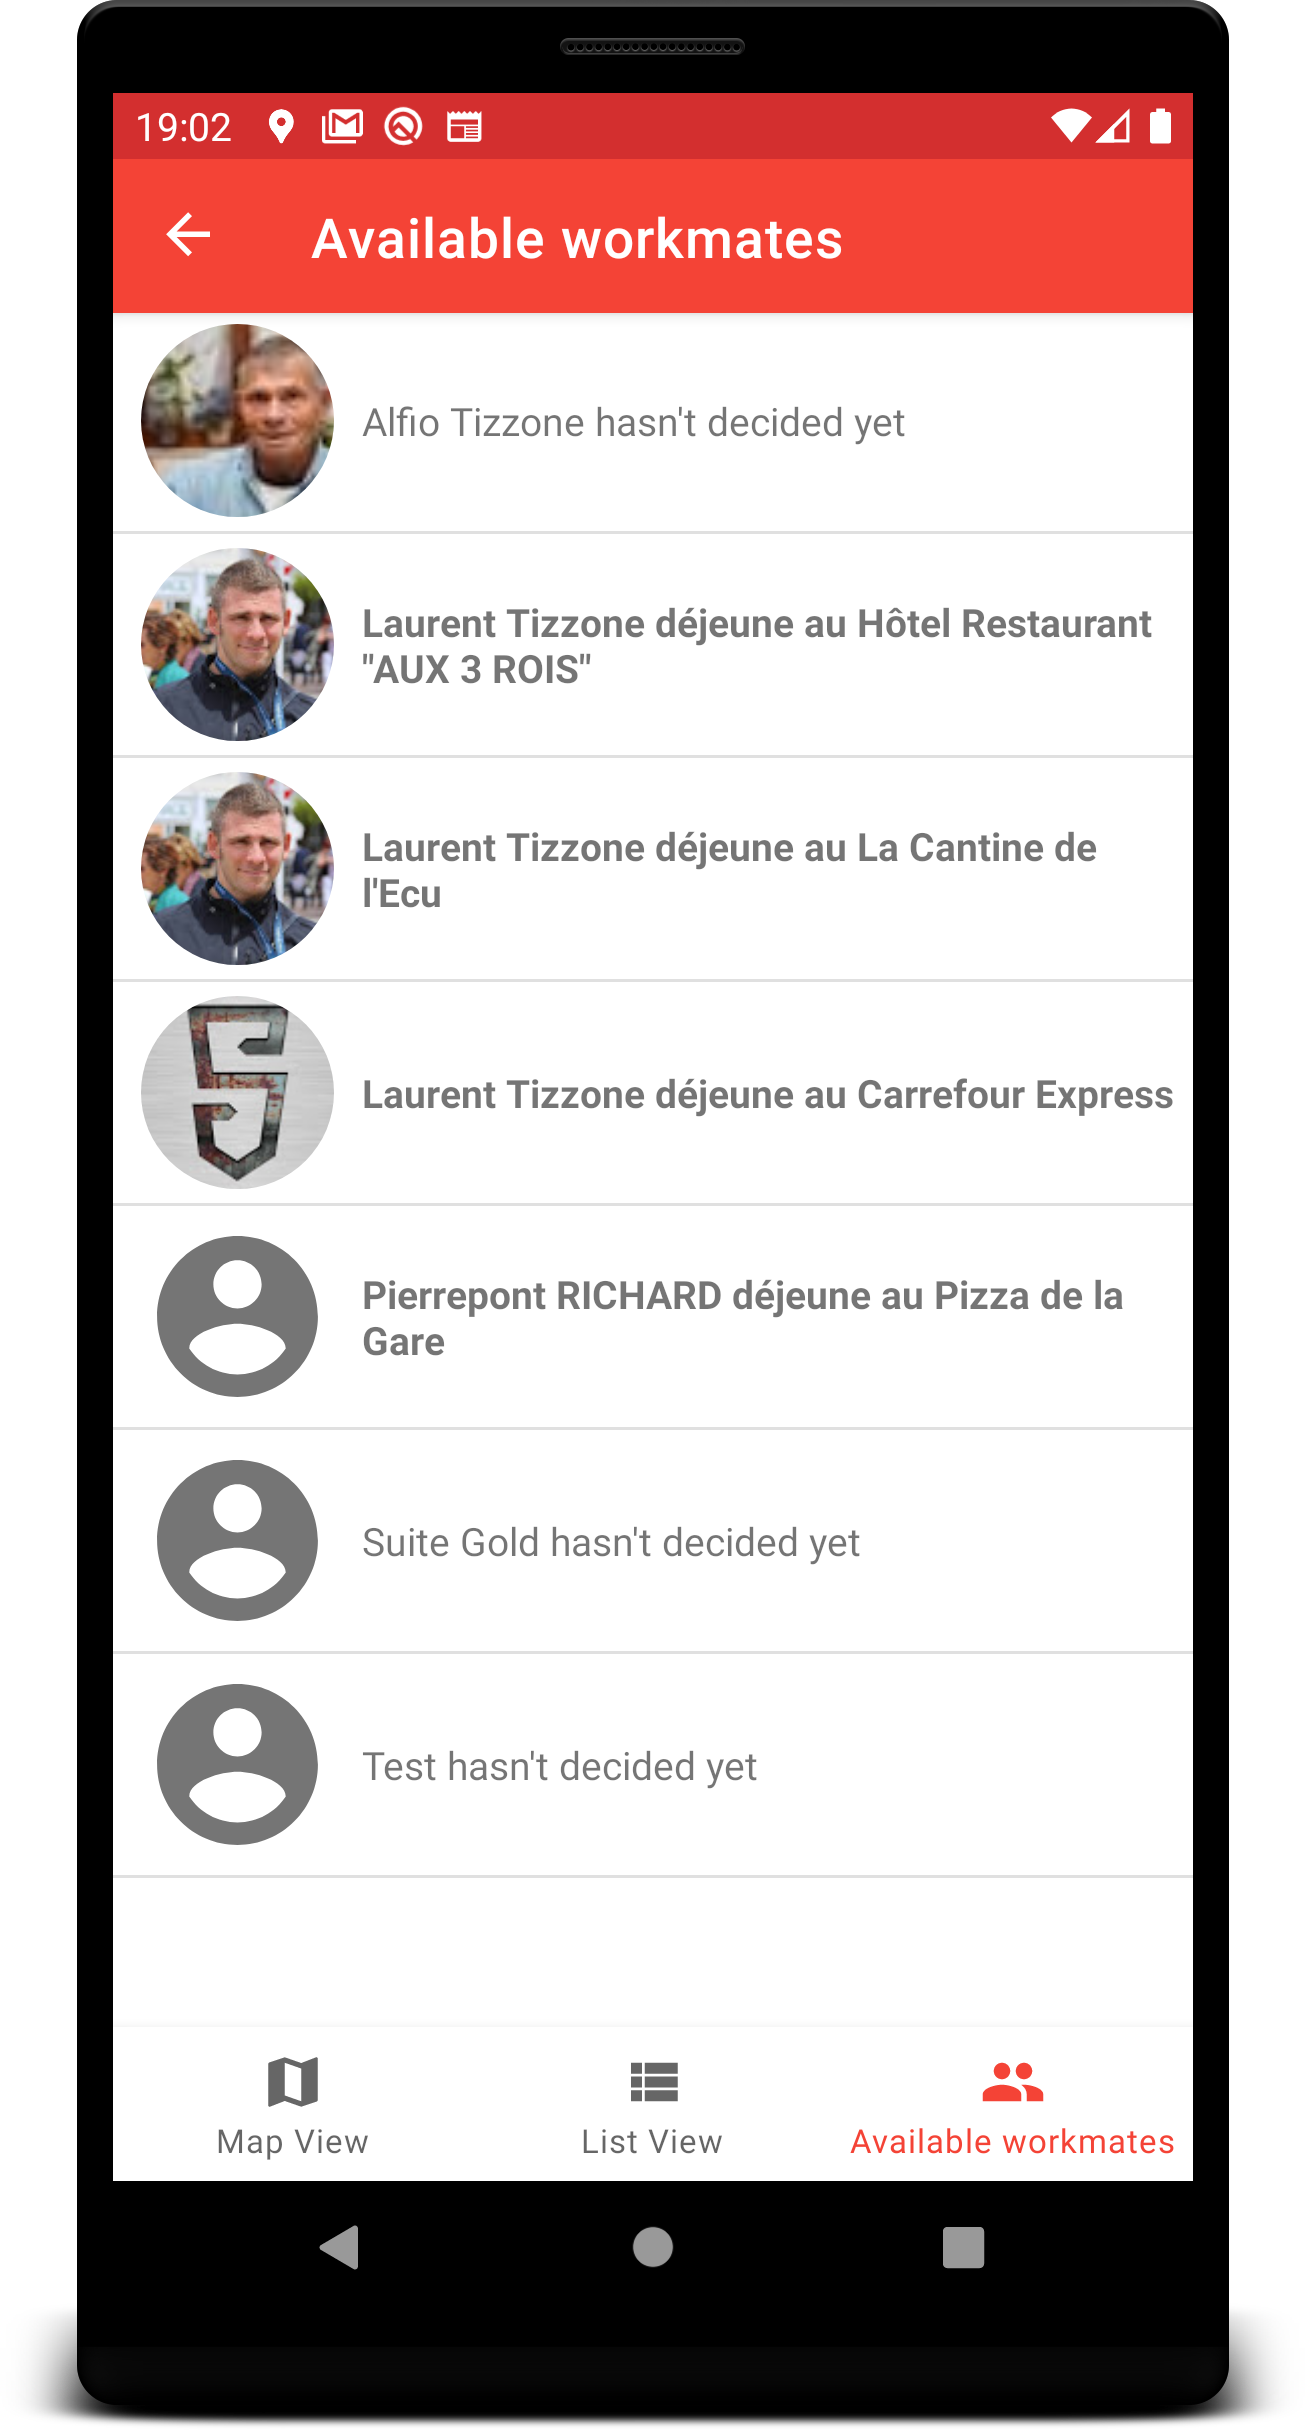 19:02
Available workmates
Alfio Tizzone hasn't decided yet
Laurent Tizzone déjeune au Hôtel Restaurant
"AUX 3 ROIS"
Laurent Tizzone déjeune au La Cantine de
l'Ecu
Laurent Tizzone déjeune au Carrefour Express
Pierrepont RICHARD déjeune au Pizza de la
Gare
Suite Gold hasn't decided yet
Test hasn't decided yet
Map View
List View
Available workmates